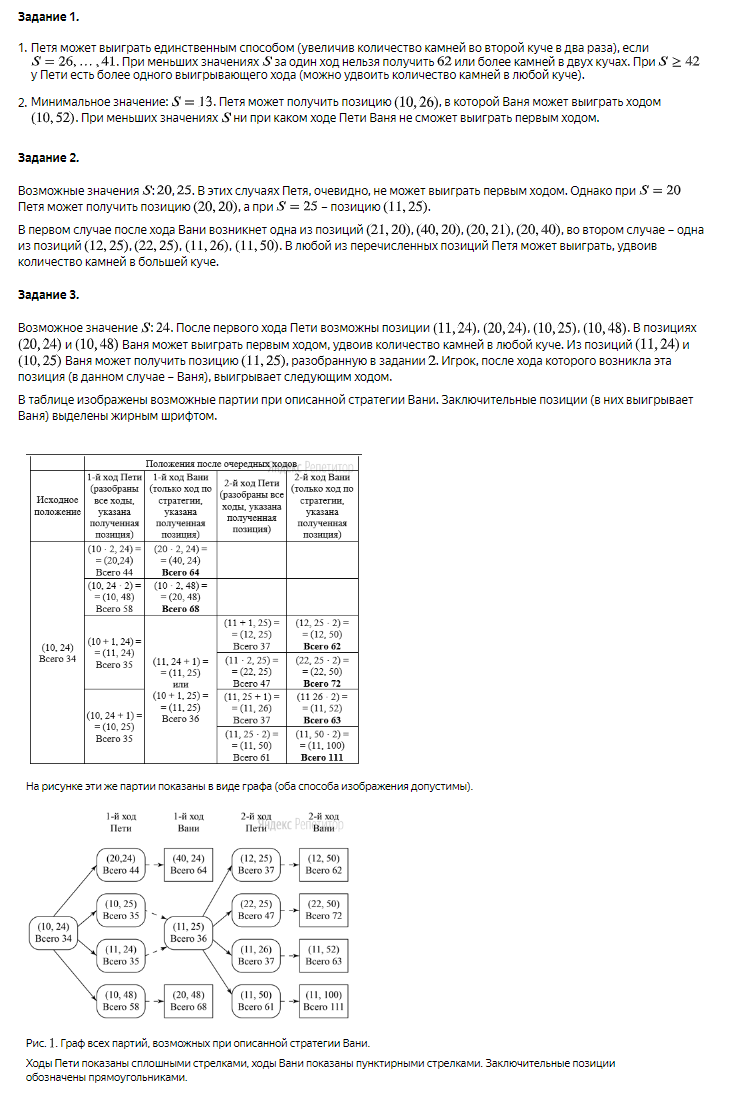 Задание 1.
1. Петя может выиграть единственным способом (увеличив количество камней во второй куче в два раза), если
S = 26, … , 41. При меньших значениях S за один ход нельзя получить 62 или более камней в двух кучах. При S ≥ 42
у Пети есть более одного выигрывающего хода (можно удвоить количество камней в любой куче).
2. Минимальное значение: S = 13. Петя может получить позицию (10, 26), в которой Ваня может выиграть ходом
(10, 52). При меньших значениях S ни при каком ходе Пети Ваня не сможет выиграть первым ходом.
Задание 2.
Возможные значения S: 20, 25. В этих случаях Петя, очевидно, не может выиграть первым ходом. Однако при S = 20
Петя может получить позицию (20, 20), а при S = 25 – позицию (11, 25).
В первом случае после хода Вани возникнет одна из позиций (21, 20), (40, 20), (20, 21), (20, 40), во втором случае – одна
из позиций (12, 25), (22, 25), (11, 26), (11, 50). В любой из перечисленных позиций Петя может выиграть, удвоив
количество камней в большей куче.
Задание 3.
Возможное значение S: 24. После первого хода Пети возможны позиции (11, 24), (20, 24), (10, 25), (10, 48). В позициях
(20, 24) и (10, 48) Ваня может выиграть первым ходом, удвоив количество камней в любой куче. Из позиций (11, 24) и
(10, 25) Ваня может получить позицию (11, 25), разобранную в задании 2. Игрок, после хода которого возникла эта
позиция (в данном случае – Ваня), выигрывает следующим ходом.
В таблице изображены возможные партии при описанной стратегии Вани. Заключительные позиции (в них выигрывает
Ваня) выделены жирным шрифтом.
Положения после очередных ходов
Исходное
положение
1-й ход Пети
(разобраны
все ходы,
указана
полученная
позиция)
1-й ход Вани
(только ход по
стратегии,
указана
полученная
позиция)
2-й ход Пети
(разобраны все
ходы, указана
полученная
позиция)
2-й ход Вани
(только ход по
стратегии,
указана
полученная
позиция)
(10, 24)
Всего 34
(10 · 2, 24) =
= (20,24)
Всего 44
(20 · 2, 24) =
= (40, 24)
Всего 64
(10, 24 · 2) =
= (10, 48)
Всего 58
(10 · 2, 48) =
= (20, 48)
Всего 68
(10 + 1, 24) =
= (11, 24)
Всего 35
(10, 24 + 1) =
= (10, 25)
Всего 35
(11, 24 + 1) =
= (11, 25)
или
(10 + 1, 25) =
= (11, 25)
Всего 36
(11 + 1, 25) =
= (12, 25)
Всего 37
(12, 25 · 2) =
= (12, 50)
Всего 62
(11 · 2, 25) =
= (22, 25)
Всего 47
(22, 25 · 2) =
= (22, 50)
Всего 72
(11, 25 + 1) =
= (11, 26)
Всего 37
(11 26 · 2) =
= (11, 52)
Всего 63
(11, 25 · 2) =
= (11, 50)
Всего 61
(11, 50 · 2) =
= (11, 100)
Всего 111
На рисунке эти же партии показаны в виде графа (оба способа изображения допустимы).
1-й ход
Пети
1-й ход
Вани
2-й ход
Пети
2-й ход
Вани
Яндекс Репетитор
(20,24)
Всего 44
(40, 24)
Всего 64
(12, 25)
Всего 37
(12, 50)
Всего 62
(10, 25)
Всего 35
(22, 25)
Всего 47
(22, 50)
Всего 72
(10, 24)
Всего 34
(11, 25)
Всего 36
(11, 24)
Всего 35
(11, 26)
Всего 37
(11, 52)
Всего 63
(10, 48)
Всего 58
(20, 48)
Всего 68
(11, 50)
Всего 61
(11, 100)
Всего 111
Рис. 1. Граф всех партий, возможных при описанной стратегии Вани.
Ходы Пети показаны сплошными стрелками, ходы Вани показаны пунктирными стрелками. Заключительные позиции
обозначены прямоугольниками.